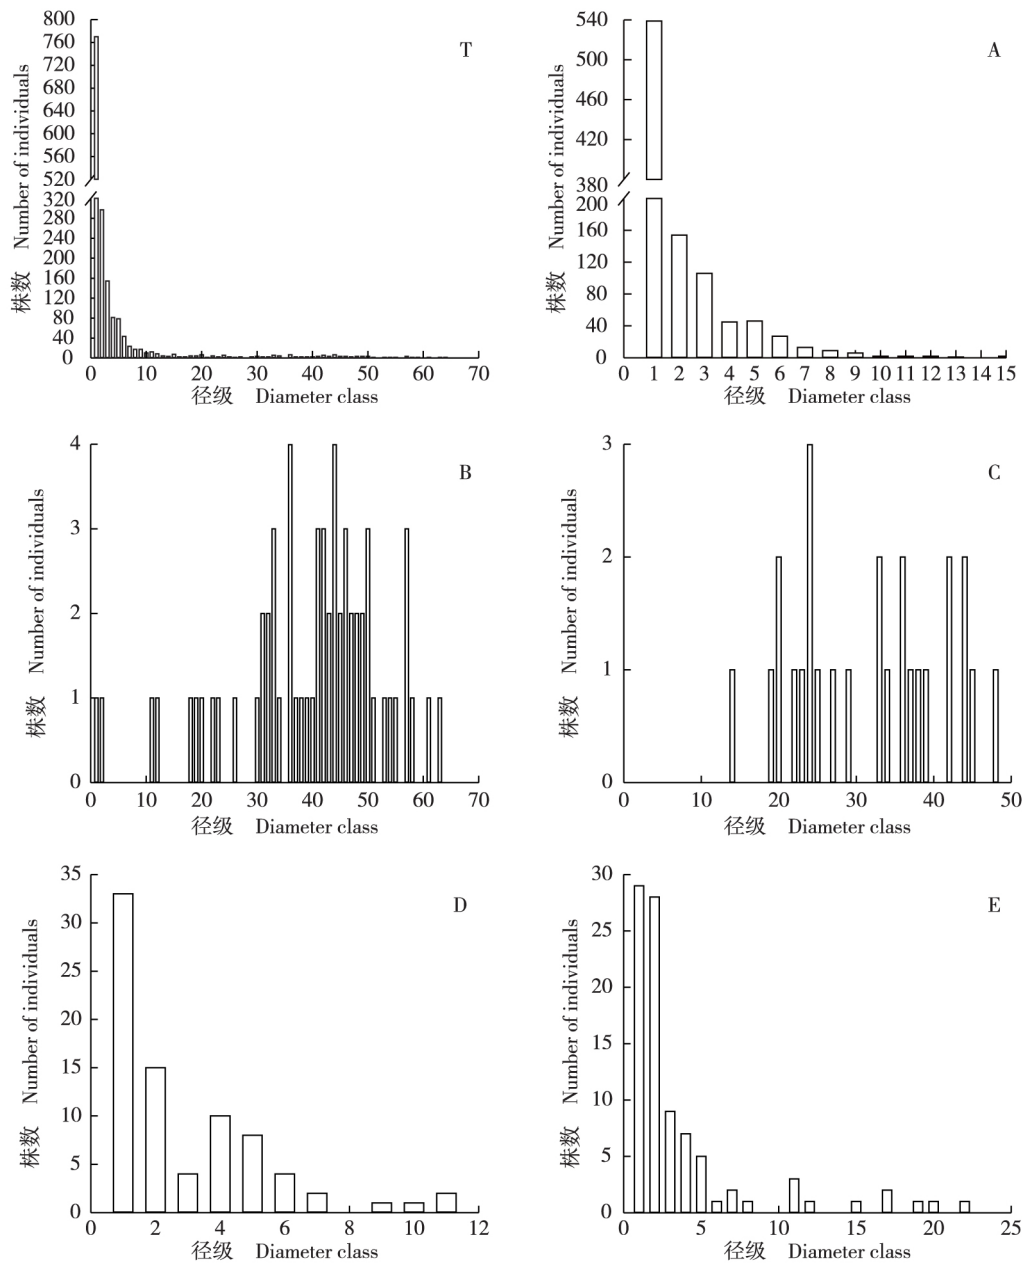 T
800
760
720
680
640
600
560
520
320
280
240
200
160
120
80
40
0
0 10 20 30 40 50 60 70
株数 Number of individuals
径级 Diameter class
A
540
500
460
420
380
200
160
120
80
40
0
0 1 2 3 4 5 6 7 8 9 10 11 12 13 14 15
株数 Number of individuals
径级 Diameter class
B
4
3
2
1
0
0 10 20 30 40 50 60 70
株数 Number of individuals
径级 Diameter class
C
3
2
1
0
0 10 20 30 40 50
株数 Number of individuals
径级 Diameter class
D
35
30
25
20
15
10
5
0
0 2 4 6 8 10 12
株数 Number of individuals
径级 Diameter class
E
30
25
20
15
10
5
0
0 5 10 15 20 25
株数 Number of individuals
径级 Diameter class